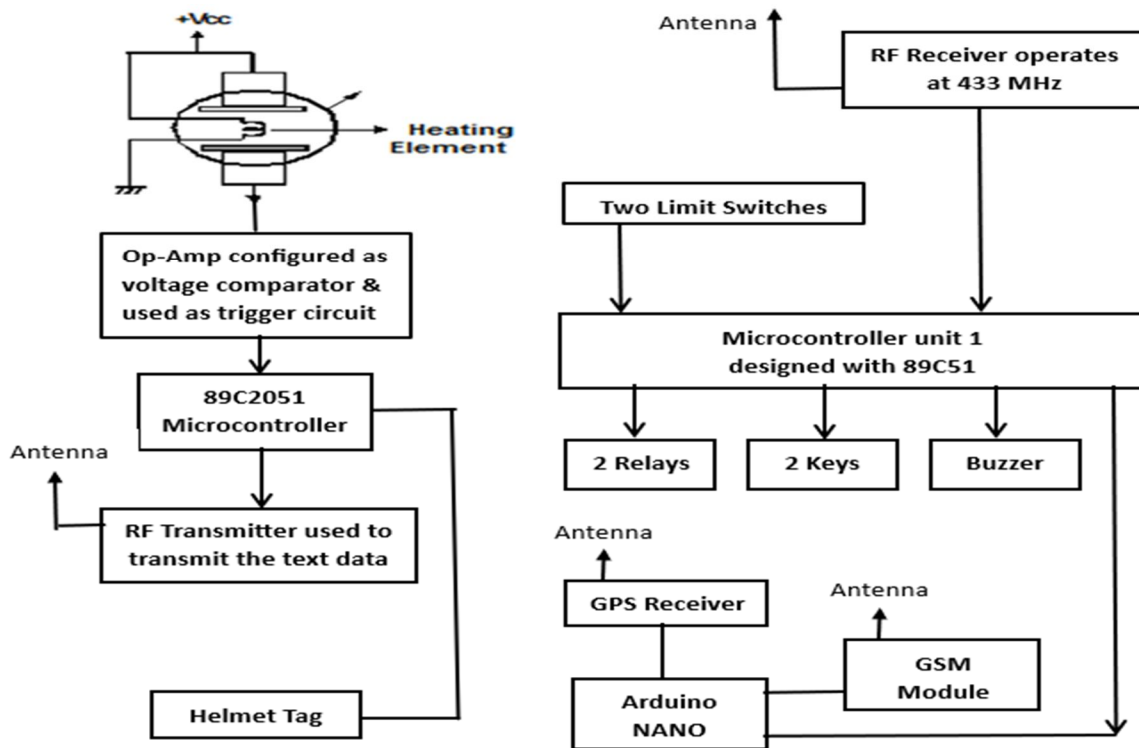 +Vcc
Heating
Element
Op-Amp configured as
voltage comparator &
used as trigger circuit
89C2051
Microcontroller
Antenna
RF Transmitter used to
transmit the text data
Helmet Tag
Antenna
RF Receiver operates
at 433 MHz
Two Limit Switches
Microcontroller unit 1
designed with 89C51
2 Relays
2 Keys
Buzzer
Antenna
GPS Receiver
Antenna
GSM
Module
Arduino
NANO